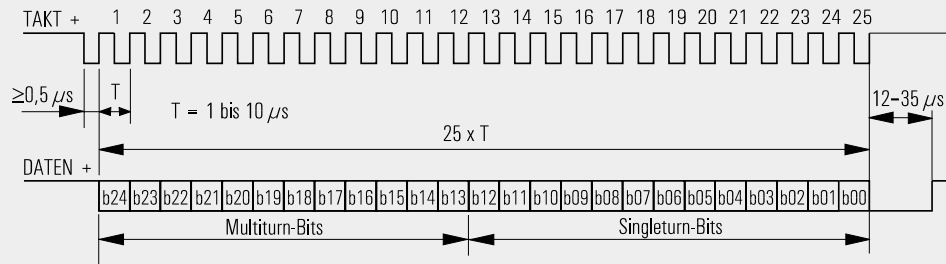 TAKT + 1 2 3 4 5 6 7 8 9 10 11 12 13 14 15 16 17 18 19 20 21 22 23 24 25
≥0,5 µs T T = 1 bis 10 µs 12-35 µs
25 x T
DATEN +
b24 b23 b22 b21 b20 b19 b18 b17 b16 b15 b14 b13 b12 b11 b10 b09 b08 b07 b06 b05 b04 b03 b02 b01 b00
Multiturn-Bits Singleturn-Bits